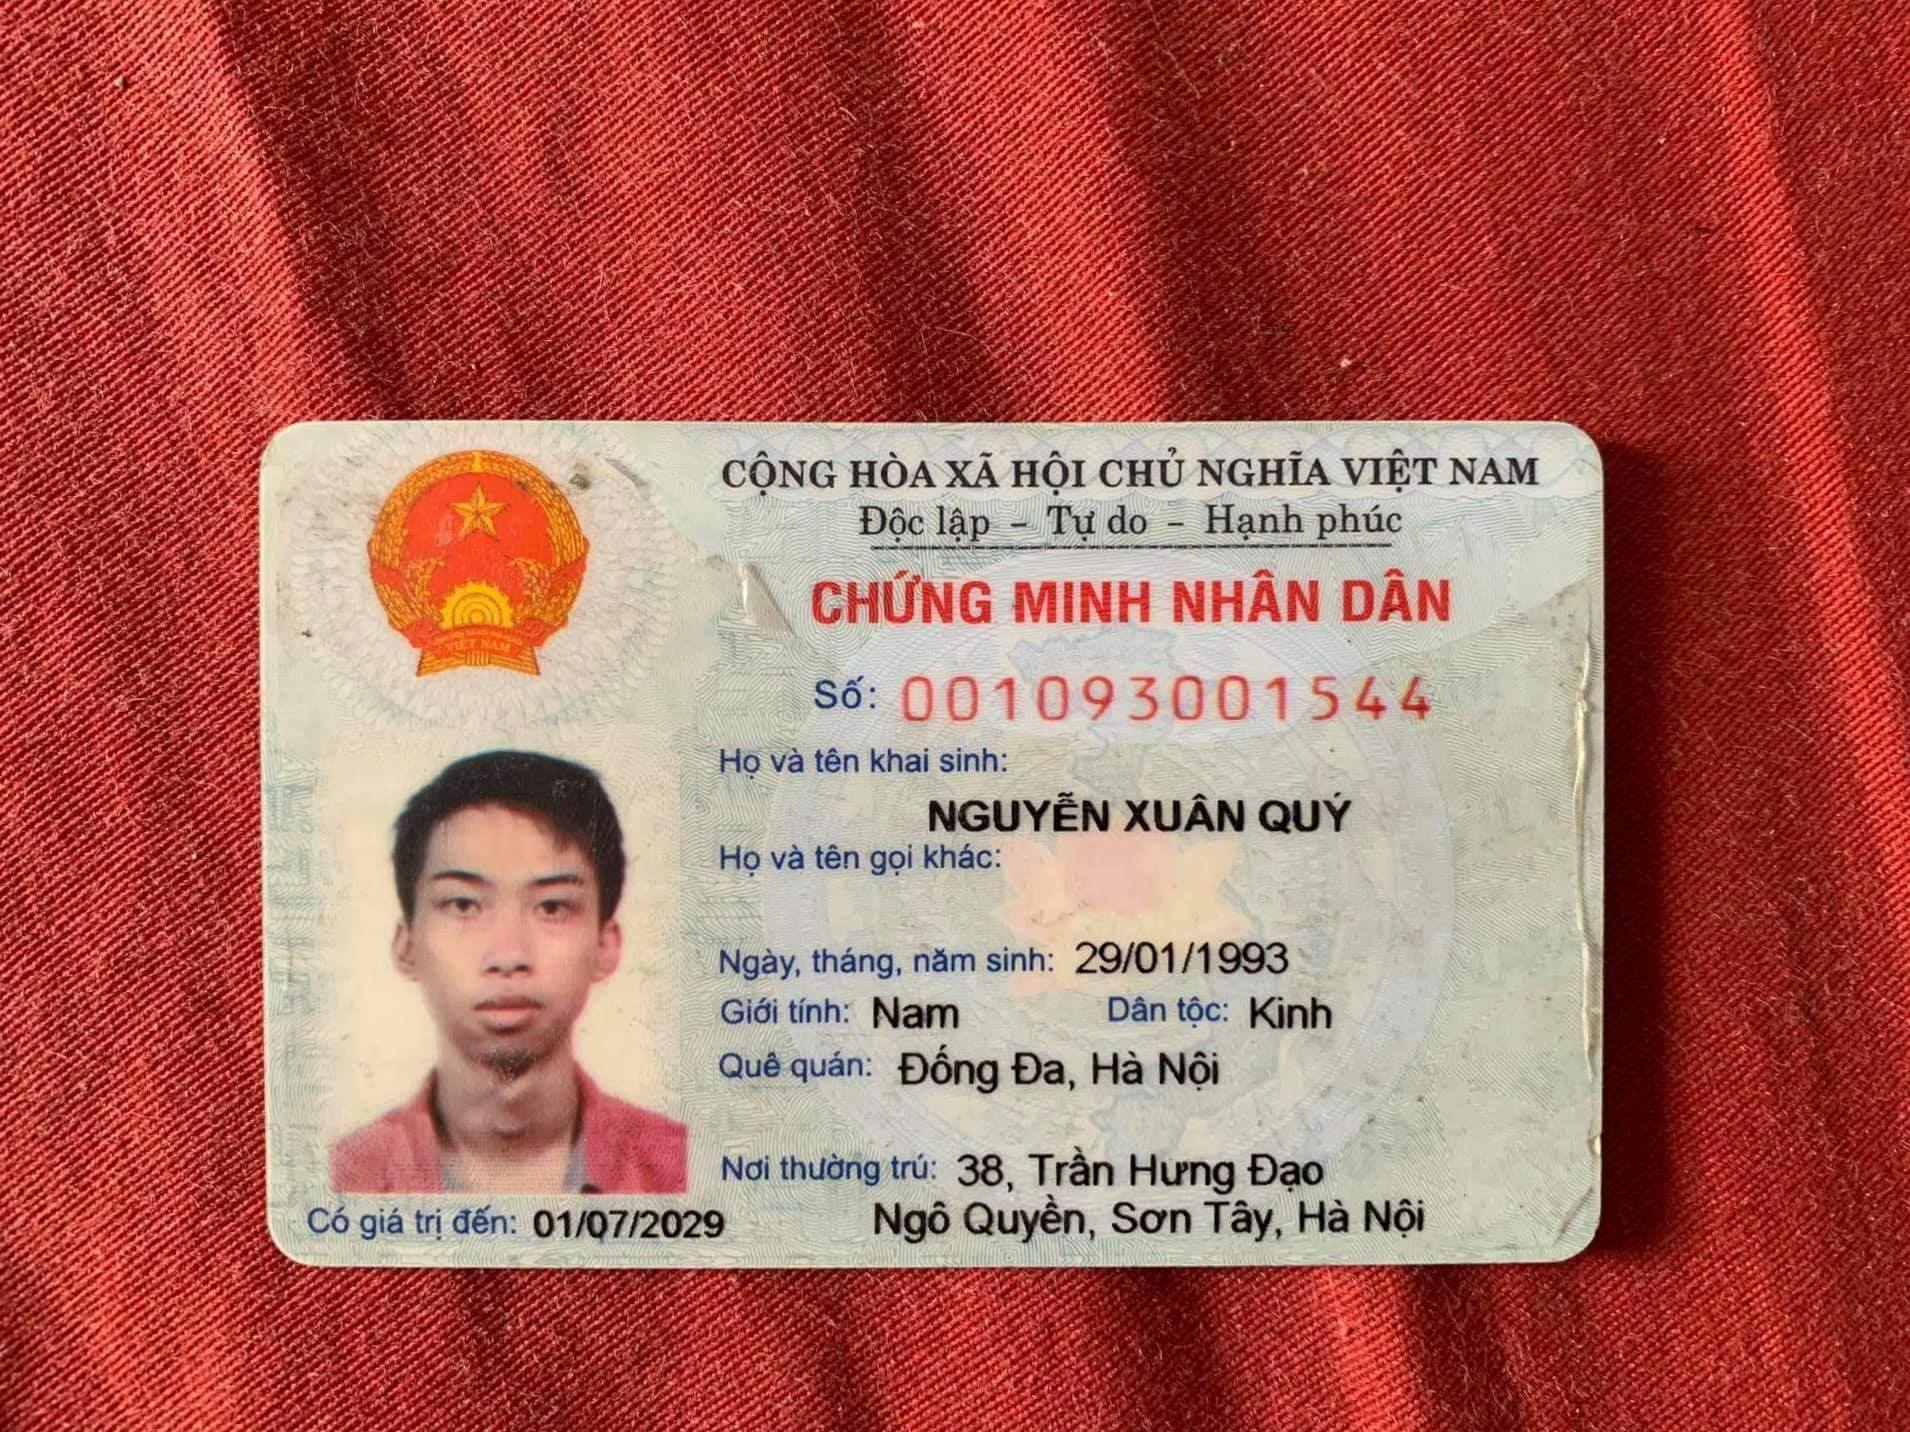 CỘNG HÒA XÃ HỘI CHỦ NGHĨA VIỆT NAM
Độc lập - Tự do - Hạnh phúc
CHỨNG MINH NHÂN DÂN
VIỆT NAM
Số: 001093001544
Họ và tên khai sinh:
NGUYỄN XUÂN QUÝ
Họ và tên gọi khác:
Ngày, tháng, năm sinh: 29/01/1993
Giới tính: Nam Dân tộc: Kinh
Quê quán: Đống Đa, Hà Nội
Nơi thường trú: 38, Trần Hưng Đạo
Ngô Quyền, Sơn Tây, Hà Nội
Có giá trị đến: 01/07/2029